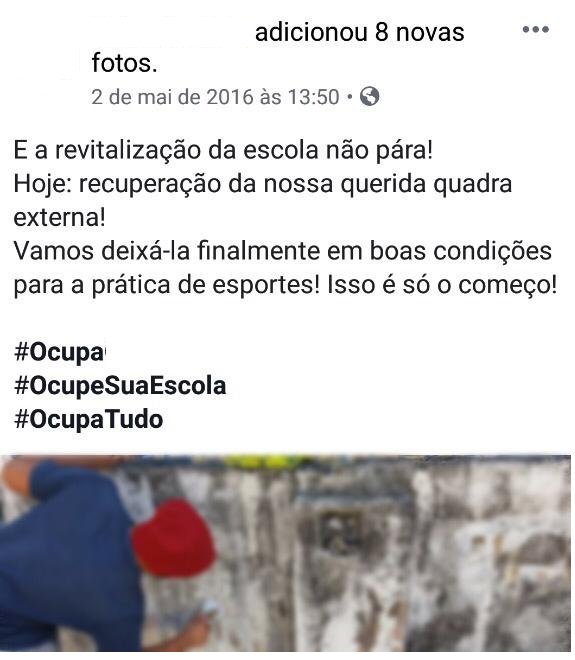 adicionou 8 novas
fotos.
2 de mai de 2016 às 13:50 •
E a revitalização da escola não pára!
Hoje: recuperação da nossa querida quadra
externa!
Vamos deixá-la finalmente em boas condições
para a prática de esportes! Isso é só o começo!
#Ocupa
#OcupeSuaEscola
#OcupaTudo